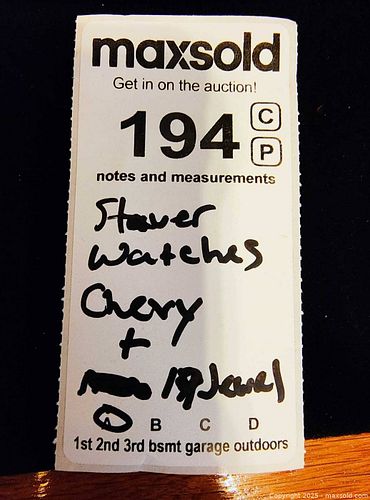 maxsold
Get in on the auction!
194 C
P
notes and measurements
Stauer
Watches
Chevy
+
Jewel
A B C D
1st 2nd 3rd bsmt garage outdoors
Copyright 2025 - maxsold.com